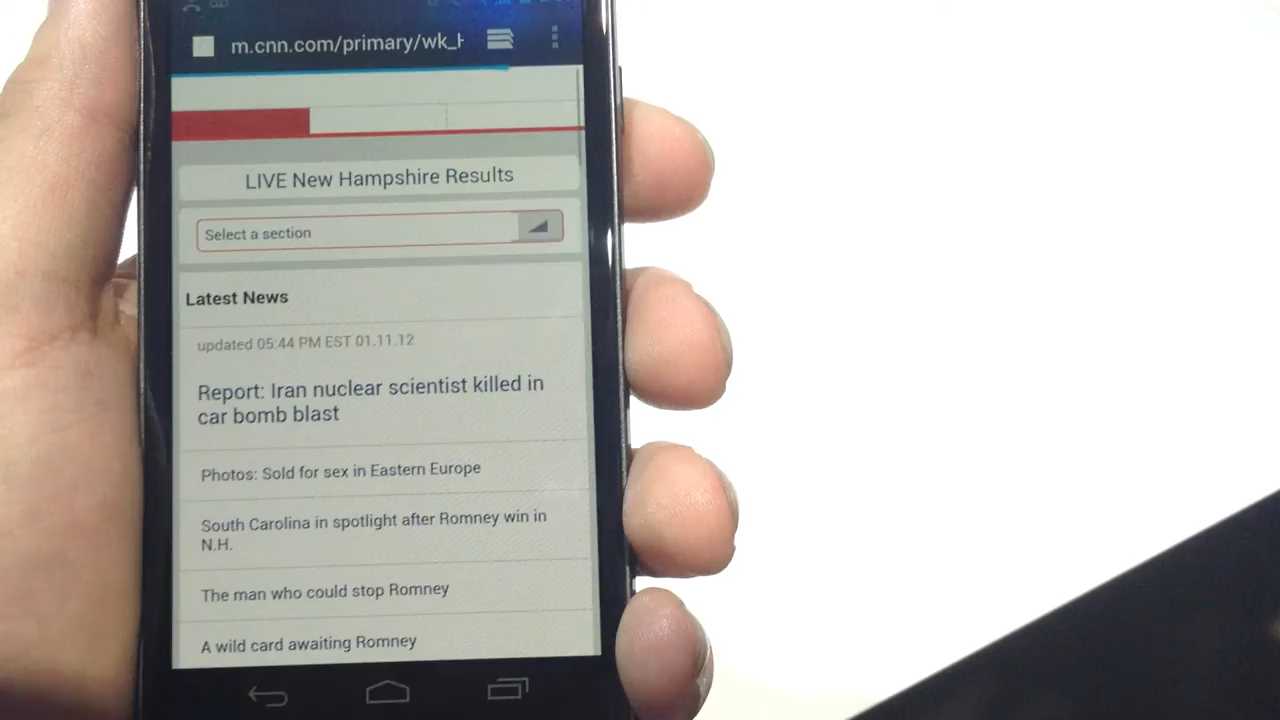 m.cnn.com/primary/wk_H
LIVE New Hampshire Results
Select a section
Latest News
updated 05:44 PM EST 01.11.12
Report: Iran nuclear scientist killed in
car bomb blast
Photos: Sold for sex in Eastern Europe
South Carolina in spotlight after Romney win in
N.H.
The man who could stop Romney
A wild card awaiting Romney